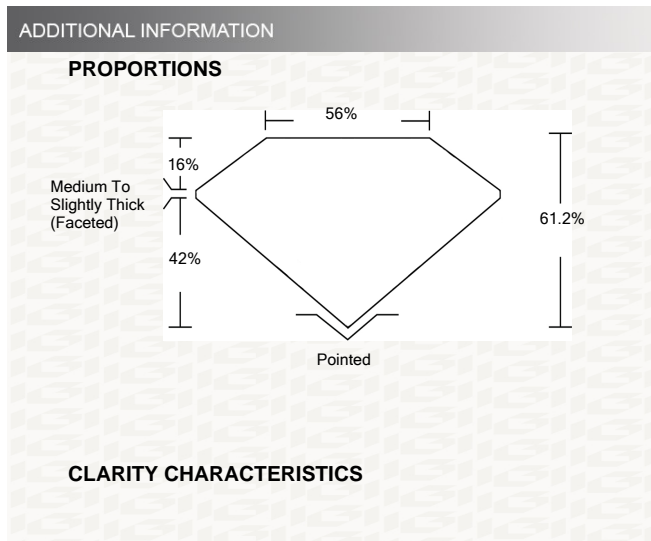 ADDITIONAL INFORMATION
PROPORTIONS
56%
16%
Medium To
Slightly Thick
(Faceted)
61.2%
42%
Pointed
CLARITY CHARACTERISTICS